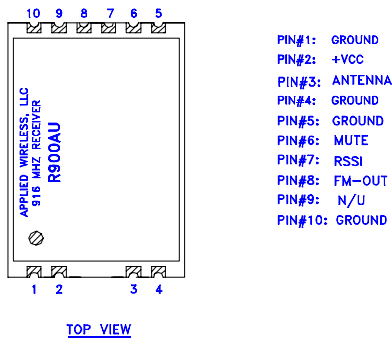 10 9 8 7 6 5
APPLIED WIRELESS, LLC
916 MHZ RECEIVER
R900AU
1 2 3 4
TOP VIEW
PIN#1: GROUND
PIN#2: +VCC
PIN#3: ANTENNA
PIN#4: GROUND
PIN#5: GROUND
PIN#6: MUTE
PIN#7: RSSI
PIN#8: FM-OUT
PIN#9: N/U
PIN#10: GROUND